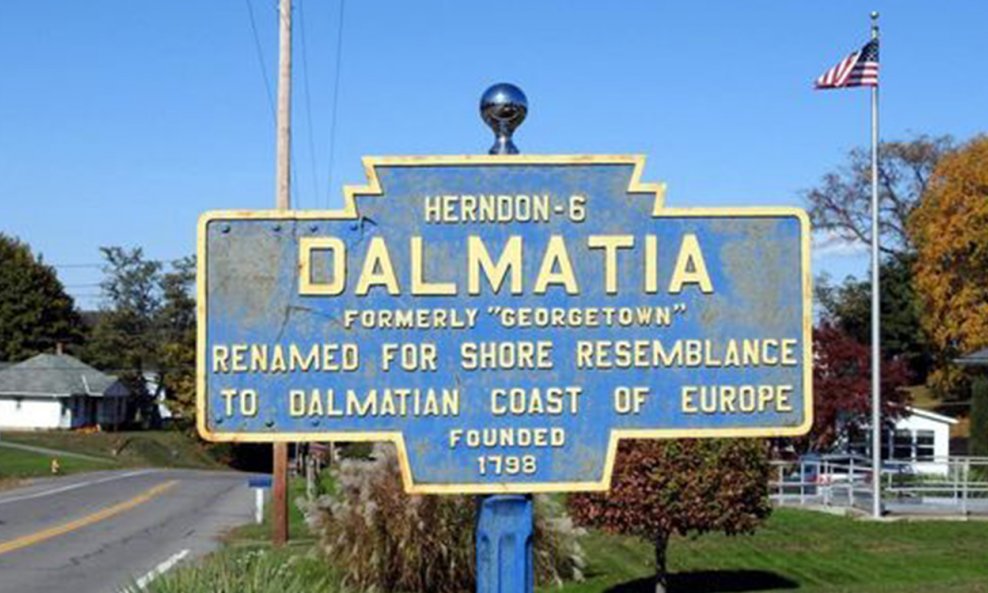 HERNDON-6
DALMATIA
FORMERLY "GEORGETOWN"
RENAMED FOR SHORE RESEMBLANCE
TO DALMATIAN COAST OF EUROPE
FOUNDED
1798